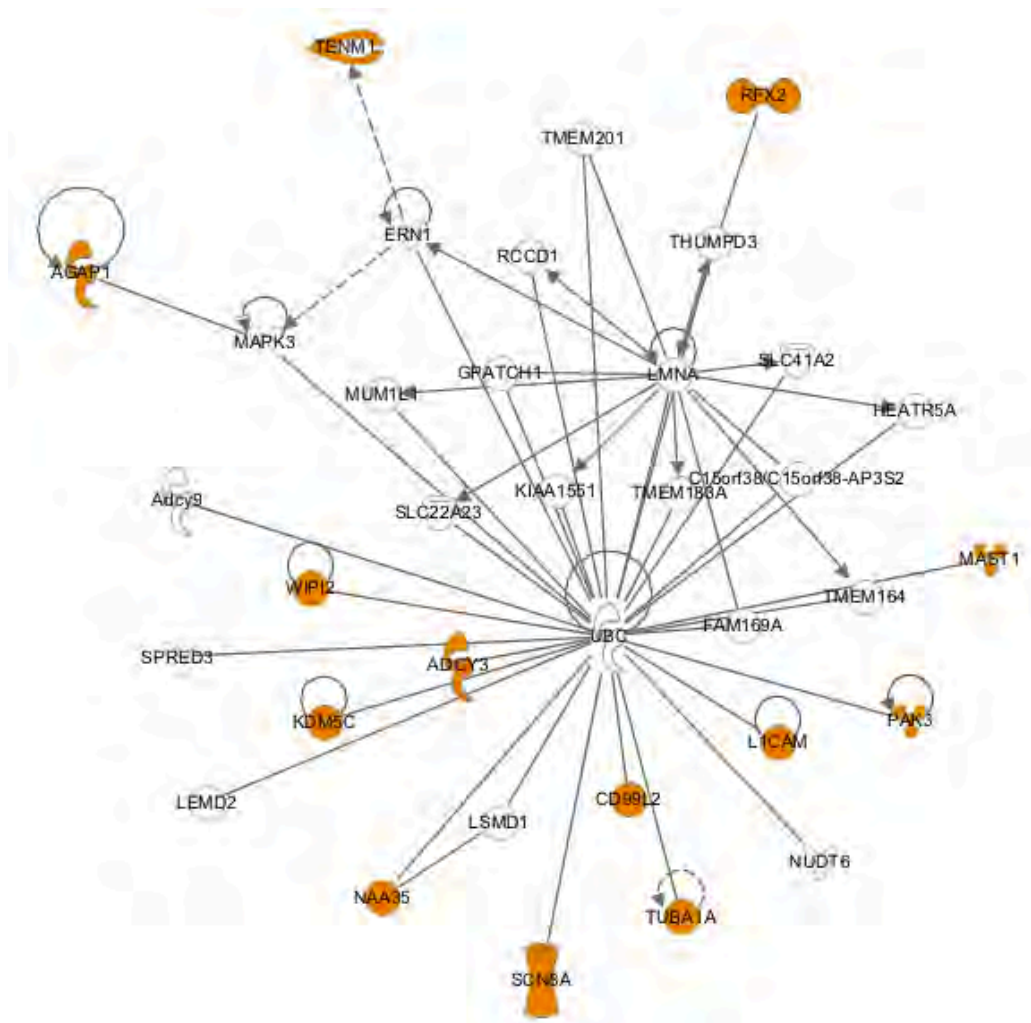 TENM1
RFX2
TMEM201
ERN1
THUMPD3
RCCD1
AGAP1
MAPK3
SLC41A2
GPATCH1
LMNA
MUM1L1
HEATR5A
C15orf38/C15orf38-AP3S2
KIAA1551
TMEM183A
Adcy9
SLC22A23
MAST1
WIPI2
TMEM164
FAM169A
UBC
SPRED3
ADCY3
KDM5C
PAK3
L1CAM
LEMD2
CD99L2
LSMD1
NUDT6
NAA35
TUBA1A
SCN8A